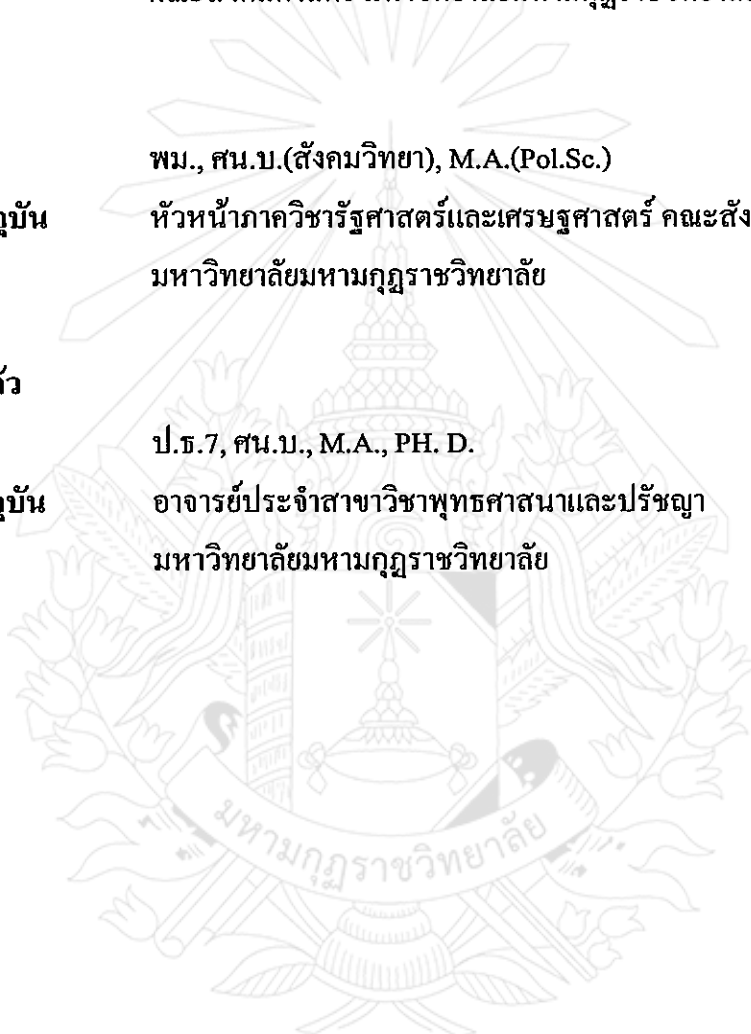 พม., ศน.บ.(สังคมวิทยา), M.A.(Pol.Sc.)
หัวหน้าภาควิชารัฐศาสตร์และเศรษฐศาสตร์ คณะสัง
มหาวิทยาลัยมหามกุฏราชวิทยาลัย
ป.ธ.7, ศน.บ., M.A., PH. D.
อาจารย์ประจำสาขาวิชาพุทธศาสนาและปรัชญา
มหาวิทยาลัยมหามกุฏราชวิทยาลัย
มหามกุฏราชวิทยาลัย